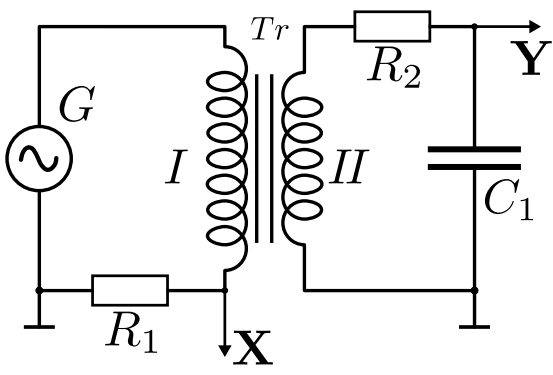 Tr
R₂
Y
G
I
II
C₁
R₁
X